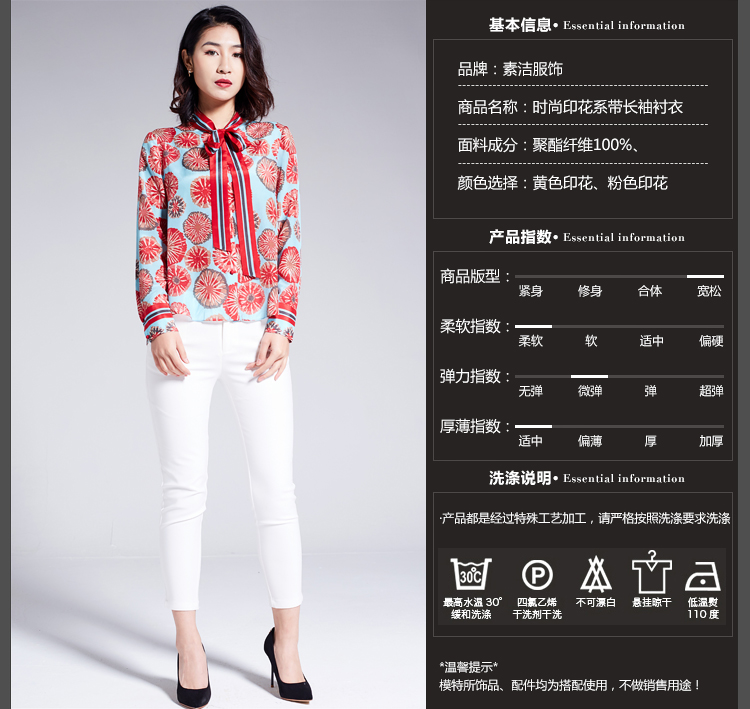 基本信息• Essential information
品牌：素洁服饰
商品名称：时尚印花系带长袖衬衣
面料成分：聚酯纤维100%、
颜色选择：黄色印花、粉色印花
产品指数• Essential information
商品版型：
紧身 修身 合体 宽松
柔软指数：
柔软 软 适中 偏硬
弹力指数：
无弹 微弹 弹 超弹
厚薄指数：
适中 偏薄 厚 加厚
洗涤说明• Essential information
·产品都是经过特殊工艺加工，请严格按照洗涤要求洗涤
30℃ P
最高水温 30° 四氯乙烯 不可漂白 悬挂晾干 低温熨
缓和洗涤 干洗剂干洗 110 度
*温馨提示*
模特所饰品、配件均为搭配使用，不做销售用途！